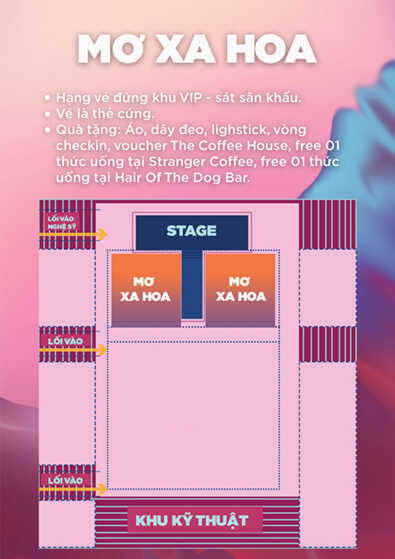 MƠ XA HOA
• Hạng vé đứng khu VIP - sát sân khấu.
• Vé là thẻ cứng.
• Quà tặng: Áo, dây đeo, lighstick, vòng
checkin, voucher The Coffee House, free 01
thức uống tại Stranger Coffee, free 01 thức
uống tại Hair Of The Dog Bar.
LỐI VÀO
NGHỆ SỸ
STAGE
MƠ
XA HOA
MƠ
XA HOA
LỐI VÀO
LỐI VÀO
KHU KỸ THUẬT